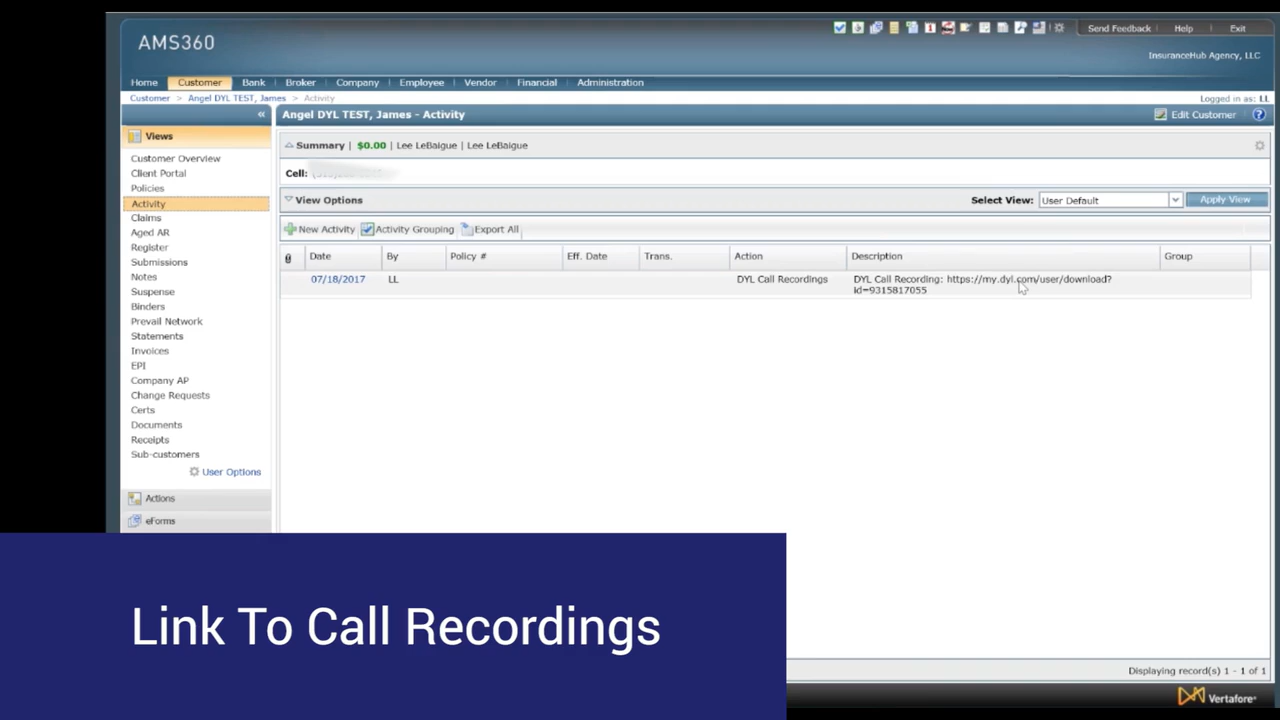 AMS360
Send Feedback | Help | Exit
InsuranceHub Agency, LLC
Home Customer Bank Broker Company Employee Vendor Financial Administration
Customer > Angel DYL TEST, James > Activity
Logged in as: LL
«
Angel DYL TEST, James - Activity
Edit Customer
Views
Customer Overview
Client Portal
Policies
Activity
Claims
Aged AR
Register
Submissions
Notes
Suspense
Binders
Prevail Network
Statements
Invoices
EPI
Company AP
Change Requests
Certs
Documents
Receipts
Sub-customers
User Options
Actions
eForms
Summary | $0.00 | Lee LeBaigue | Lee LeBaigue
Cell:
View Options
Select View: User Default Apply View
New Activity Activity Grouping Export All
Date By Policy # Eff. Date Trans. Action Description Group
07/18/2017 LL DYL Call Recordings DYL Call Recording: https://my.dyl.com/user/download?
id=9315817055
Link To Call Recordings
Displaying record(s) 1 - 1 of 1
Vertafore